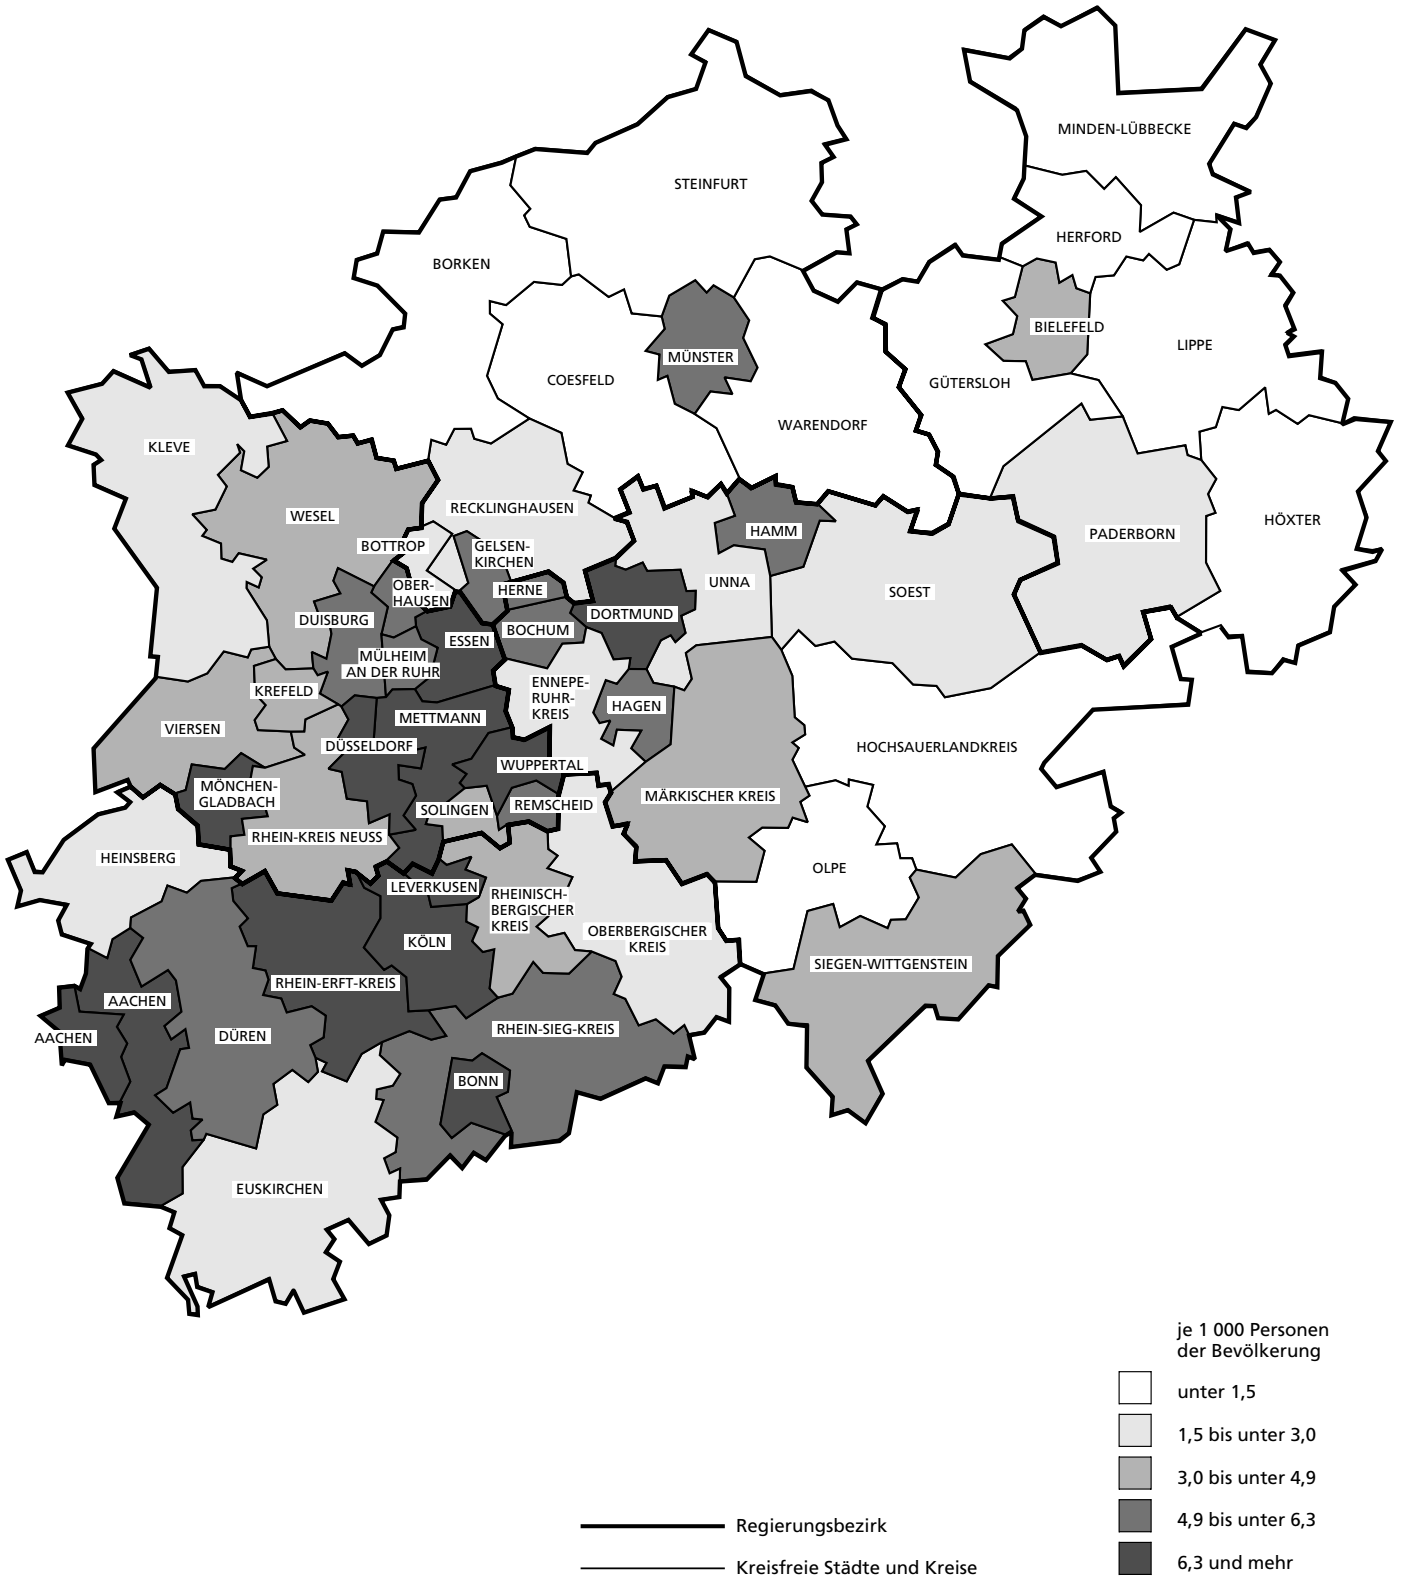 MINDEN-LÜBBECKE
STEINFURT
HERFORD
BORKEN
BIELEFELD
LIPPE
MÜNSTER
COESFELD
GÜTERSLOH
WARENDORF
KLEVE
RECKLINGHAUSEN
WESEL
HÖXTER
HAMM
PADERBORN
BOTTROP
GELSEN-
KIRCHEN
UNNA
OBER-
HAUSEN
HERNE
SOEST
DORTMUND
DUISBURG
BOCHUM
ESSEN
MÜLHEIM
AN DER RUHR
ENNEPE-
RUHR-
KREIS
KREFELD
HAGEN
METTMANN
VIERSEN
DÜSSELDORF
HOCHSAUERLANDKREIS
WUPPERTAL
MÖNCHEN-
GLADBACH
MÄRKISCHER KREIS
SOLINGEN
REMSCHEID
RHEIN-KREIS NEUSS
HEINSBERG
OLPE
LEVERKUSEN
RHEINISCH-
BERGISCHER
KREIS
OBERBERGISCHER
KREIS
KÖLN
SIEGEN-WITTGENSTEIN
RHEIN-ERFT-KREIS
AACHEN
RHEIN-SIEG-KREIS
DÜREN
AACHEN
BONN
EUSKIRCHEN
je 1 000 Personen
der Bevölkerung
unter 1,5
1,5 bis unter 3,0
3,0 bis unter 4,9
4,9 bis unter 6,3
6,3 und mehr
Regierungsbezirk
Kreisfreie Städte und Kreise